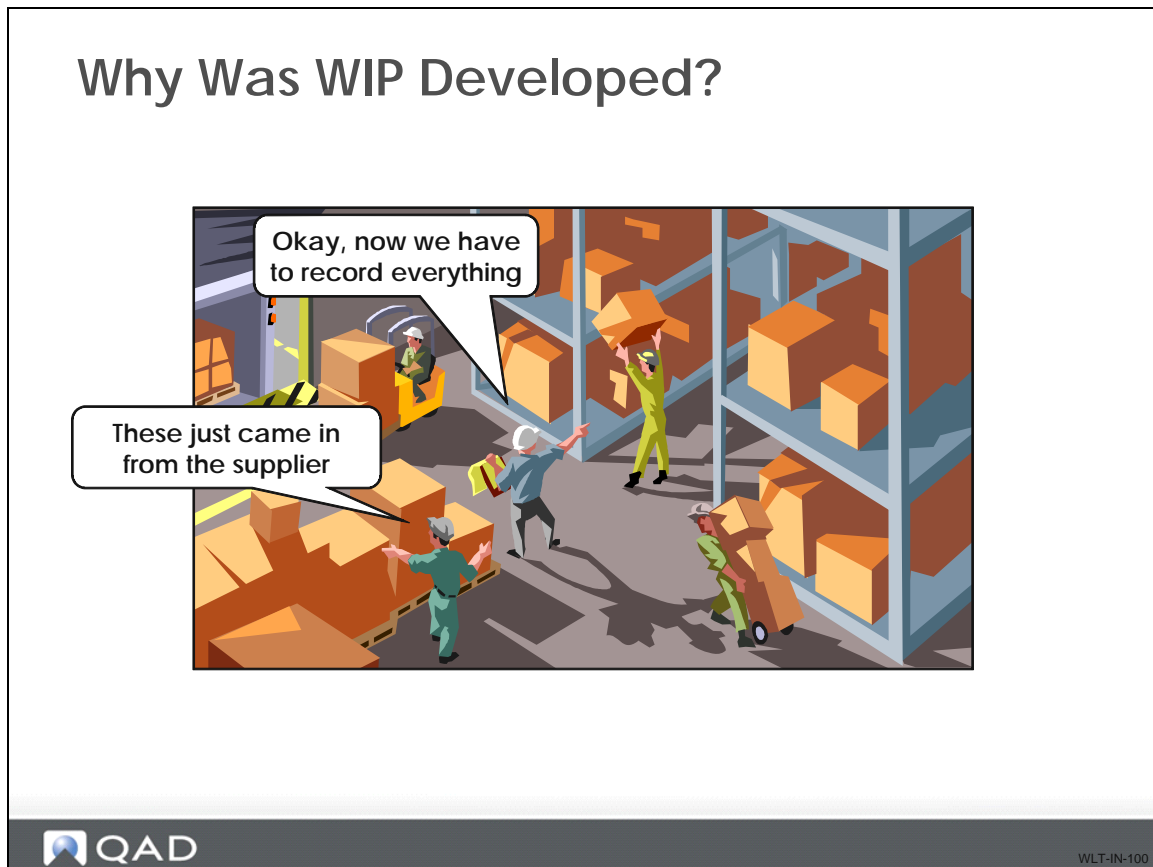 Why Was WIP Developed?
Okay, now we have
to record everything
These just came in
from the supplier
QAD
WLT-IN-100